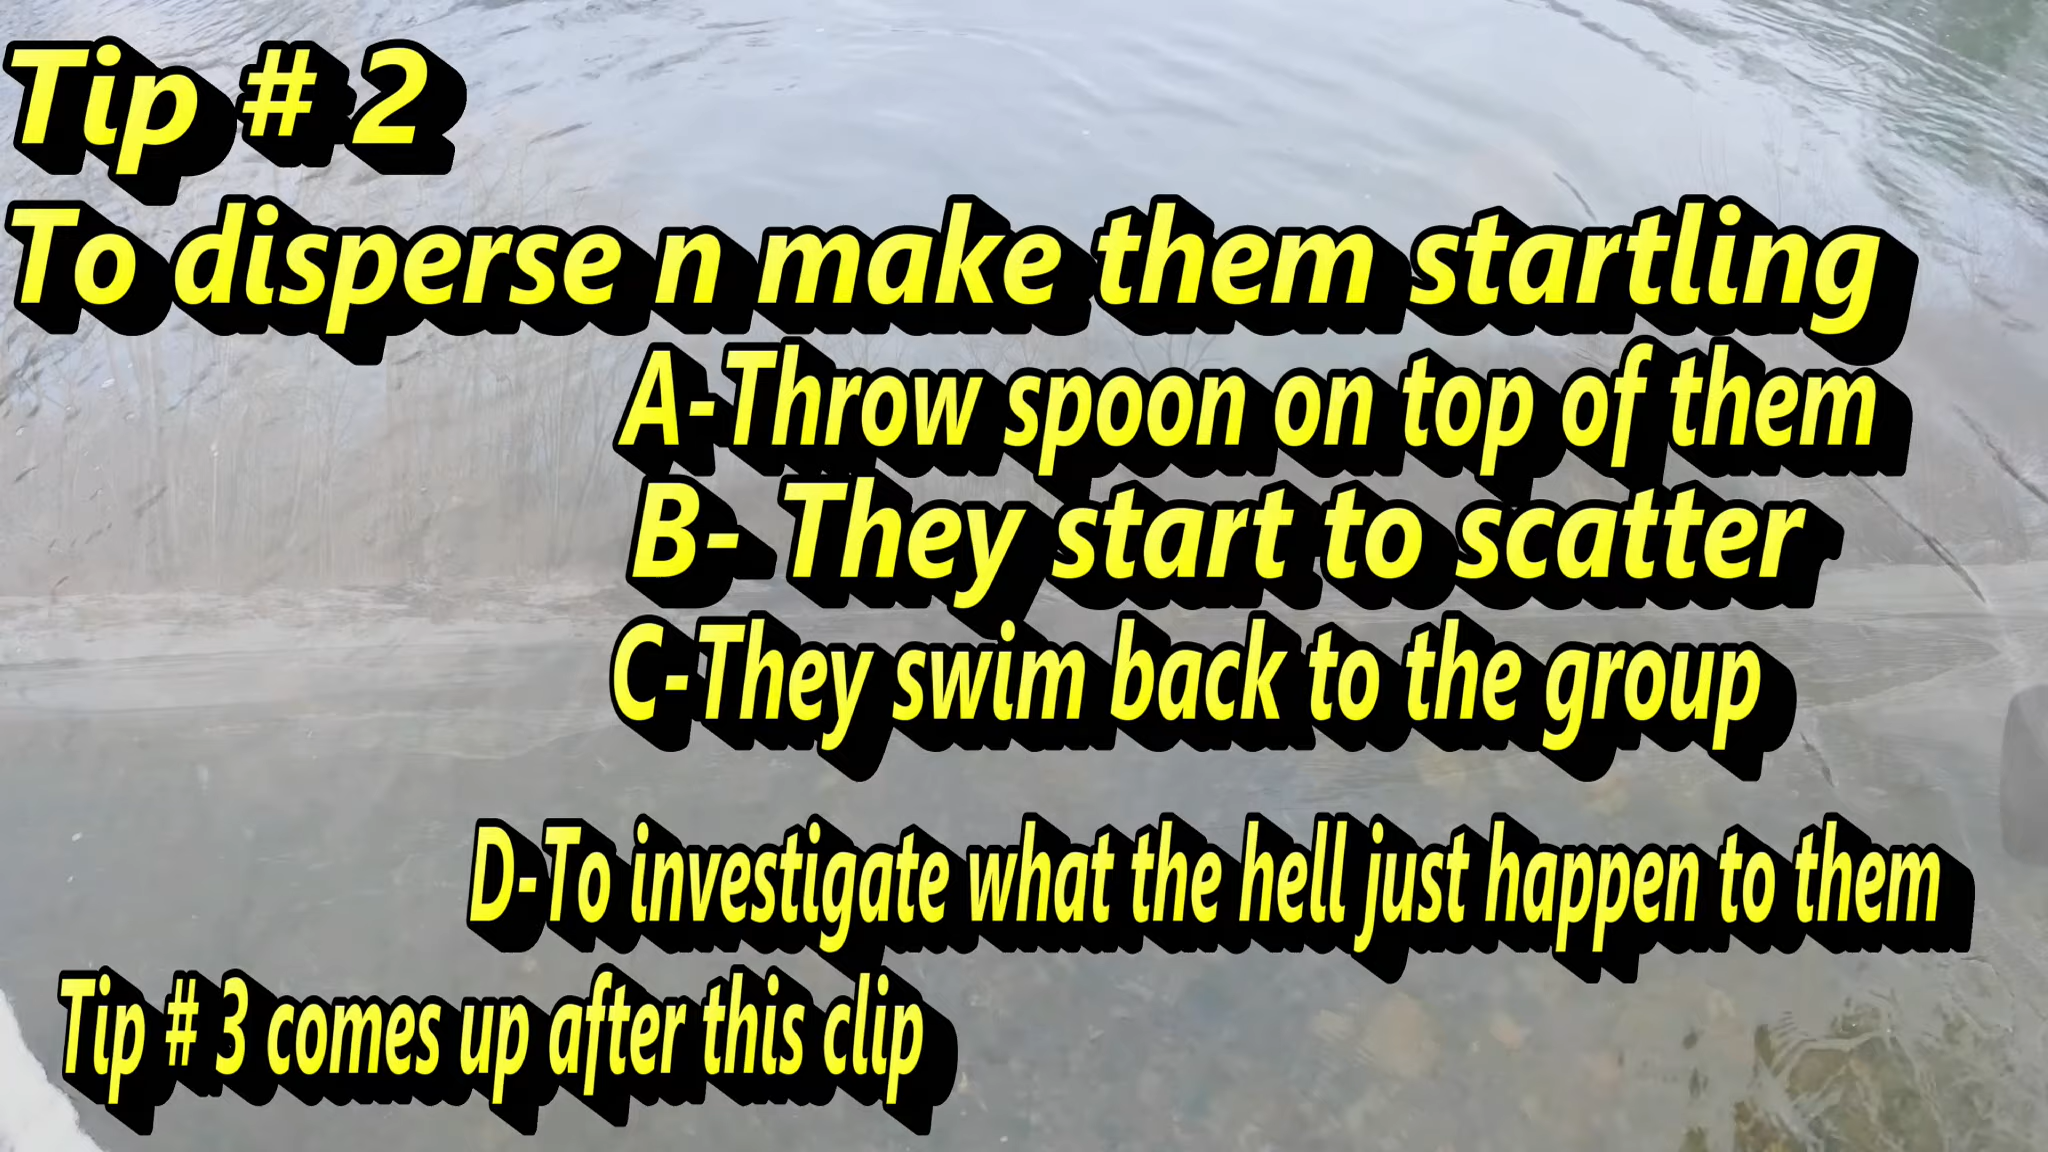 Tip # 2
To disperse n make them startling
A-Throw spoon on top of them
B- They start to scatter
C-They swim back to the group
D-To investigate what the hell just happen to them
Tip # 3 comes up after this clip